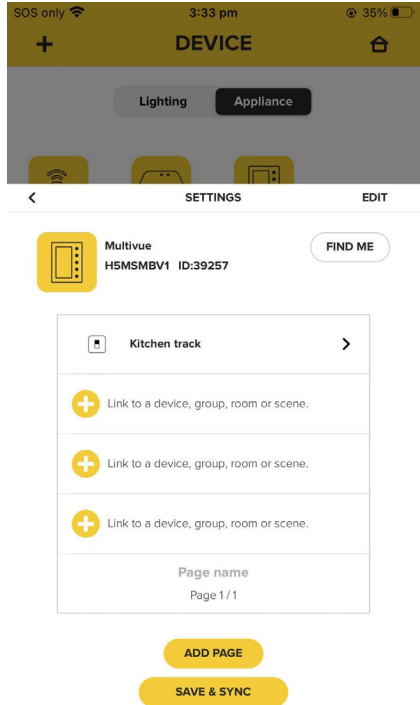 SOS only 3:33 pm 35%
+ DEVICE
Lighting Appliance
< SETTINGS EDIT
Multivue
FIND ME
H5MSMBV1 ID:39257
Kitchen track >
Link to a device, group, room or scene.
Link to a device, group, room or scene.
Link to a device, group, room or scene.
Page name
Page 1 / 1
ADD PAGE
SAVE & SYNC